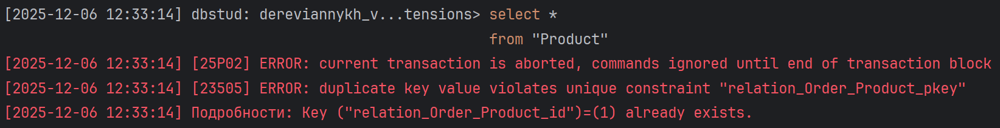 [2025-12-06 12:33:14] dbstud: dereviannykh_v...tensions> select *
from "Product"
[2025-12-06 12:33:14] [25P02] ERROR: current transaction is aborted, commands ignored until end of transaction block
[2025-12-06 12:33:14] [23505] ERROR: duplicate key value violates unique constraint "relation_Order_Product_pkey"
[2025-12-06 12:33:14] Подробности: Key ("relation_Order_Product_id")=(1) already exists.